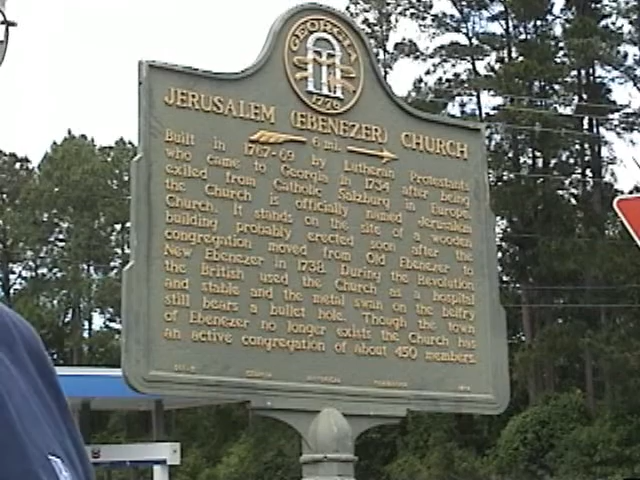 GEORGIA
1776
JERUSALEM (EBENEZER) CHURCH
6 mi.
Built in 1767-69 by Lutheran Protestants
who came to Georgia in 1734 after being
exiled from Catholic Salzburg in Europe,
the Church is officially named Jerusalem
Church. It stands on the site of a wooden
building probably erected soon after the
congregation moved from Old Ebenezer to
New Ebenezer in 1738. During the Revolution
the British used the Church as a hospital
and stable and the metal swan on the belfry
still bears a bullet hole. Though the town
of Ebenezer no longer exists the Church has
an active congregation of about 450 members.